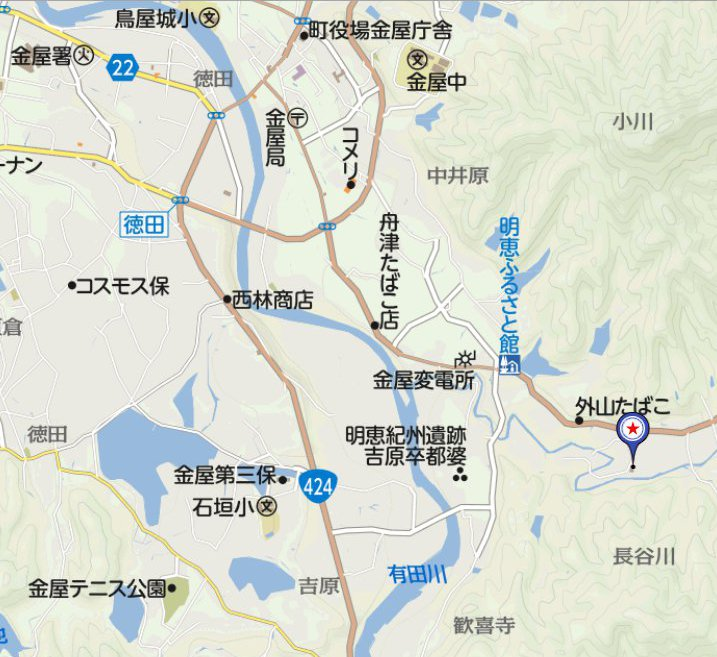 鳥屋城小
文
町役場金屋庁舎
金屋署
火
22
徳田
文
金屋中
金屋局
〒
小川
コメリ
ーナン
中井原
徳田
舟津たばこ店
明恵ふるさと館
コスモス保
西林商店
倉
金屋変電所
外山たばこ
徳田
明恵紀州遺跡
吉原卒都婆
金屋第三保
424
石垣小
文
長谷川
有田川
吉原
金屋テニス公園
歓喜寺